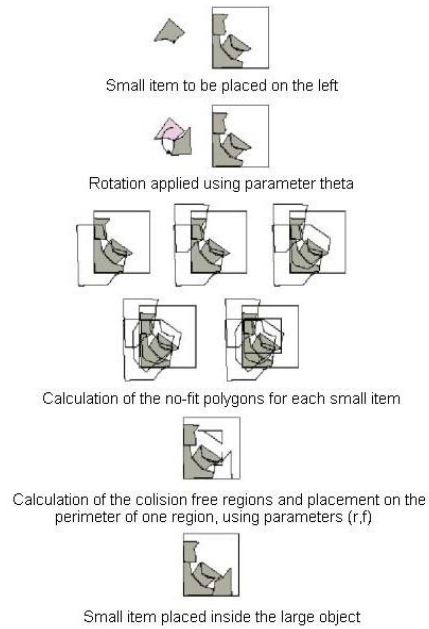 Small item to be placed on the left
Rotation applied using parameter theta
Calculation of the no-fit polygons for each small item
Calculation of the colision free regions and placement on the
perimeter of one region, using parameters (r,f)
Small item placed inside the large object